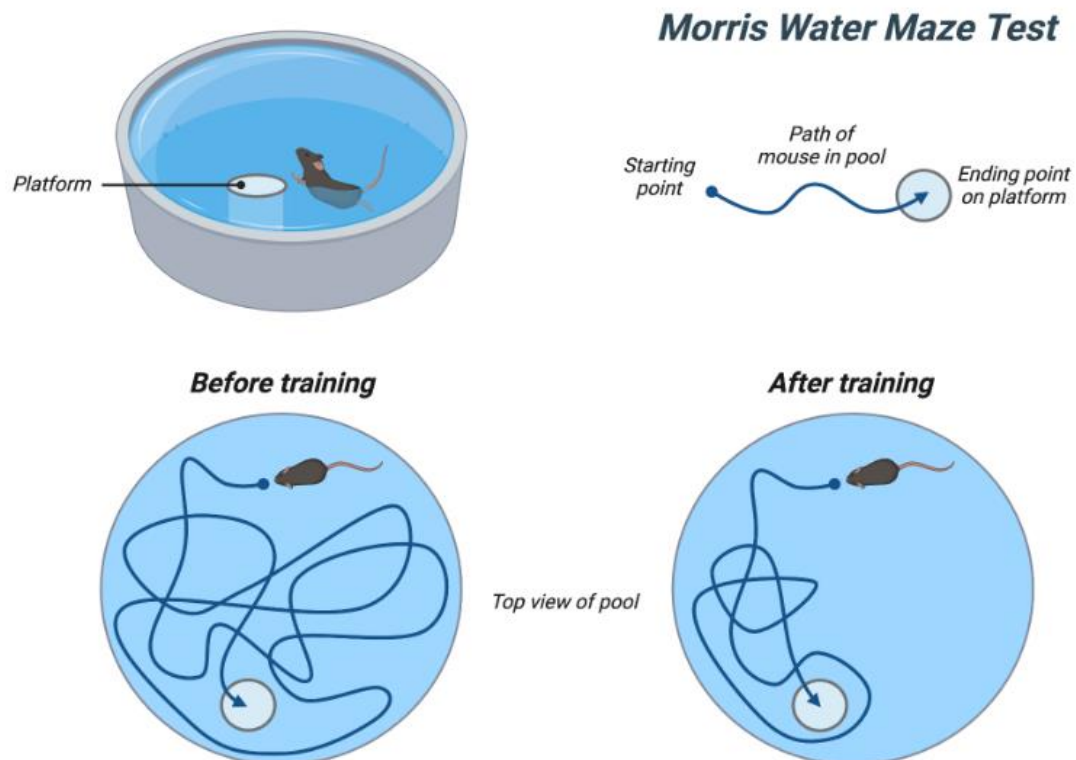 Morris Water Maze Test
Platform
Starting
point
Path of
mouse in pool
Ending point
on platform
Before training
After training
Top view of pool